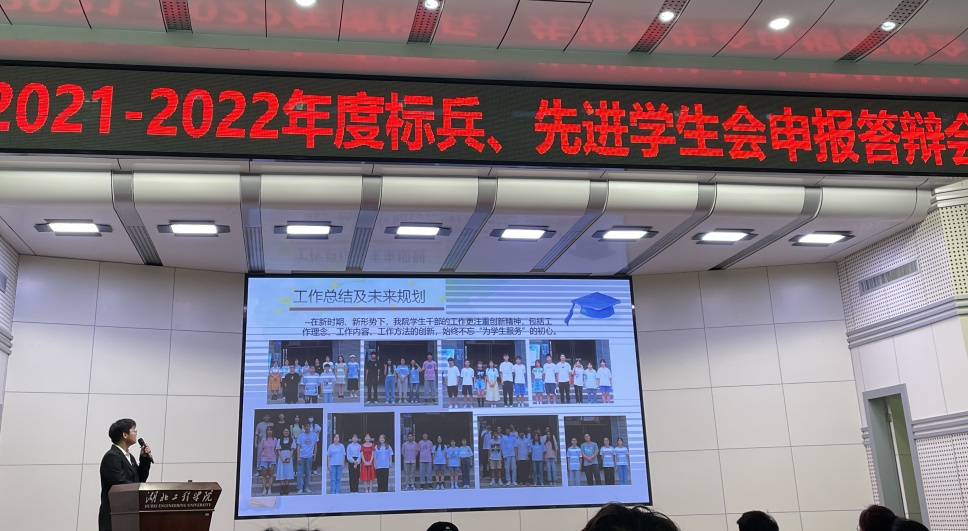 2021-2022年度标兵、先进学生会申报答辩会
工作总结及未来规划
--在新时期、新形势下,我院学生干部的工作更注重创新精神,包括工
作理念、工作内容、工作方法的创新,始终不忘“为学生服务”的初心。
湖北工程学院
HUBEI ENGINEERING UNIVERSITY